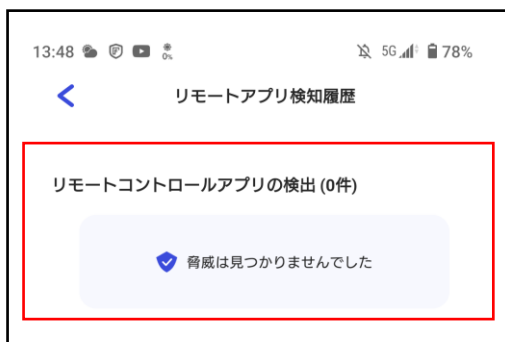 13:48 0% 5G 78%
リモートアプリ検知履歴
リモートコントロールアプリの検出 (0件)
脅威は見つかりませんでした